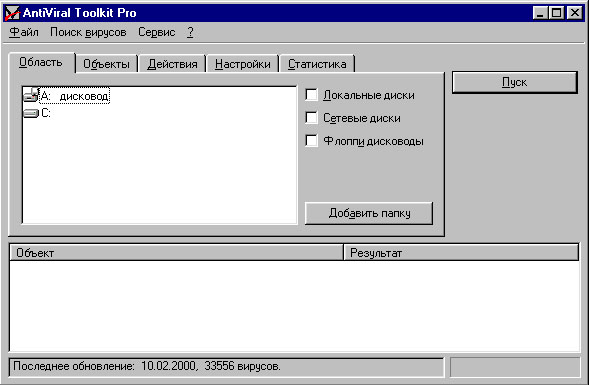 AntiViral Toolkit Pro
Файл Поиск вирусов Сервис ?
Область Объекты Действия Настройки Статистика
A: дисковод
C:
Локальные диски
Сетевые диски
Флоппи дисководы
Пуск
Добавить папку
Объект Результат
Последнее обновление: 10.02.2000, 33556 вирусов.